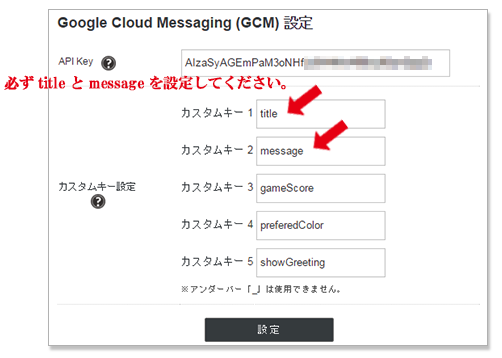 Google Cloud Messaging (GCM) 設定
API Key ?
AIzaSyAGEmPaM3oNHf
必ず title と message を設定してください。
カスタムキー 1 title
カスタムキー 2 message
カスタムキー設定 ?
カスタムキー 3 gameScore
カスタムキー 4 preferedColor
カスタムキー 5 showGreeting
※アンダーバー「_」は使用できません。
設定